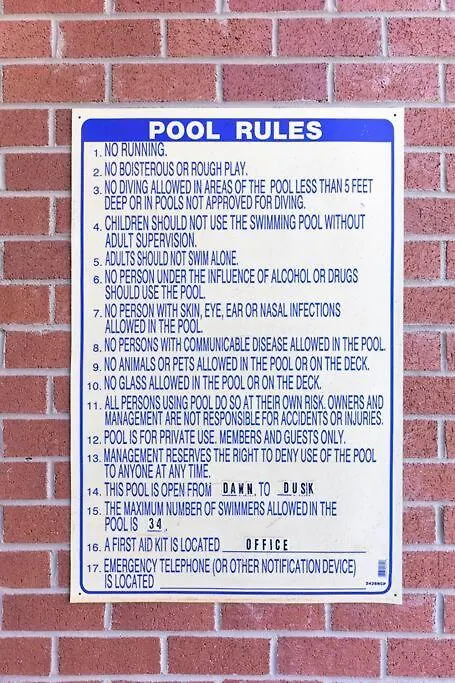 POOL RULES
1. NO RUNNING.
2. NO BOISTEROUS OR ROUGH PLAY.
3. NO DIVING ALLOWED IN AREAS OF THE POOL LESS THAN 5 FEET
DEEP OR IN POOLS NOT APPROVED FOR DIVING.
4. CHILDREN SHOULD NOT USE THE SWIMMING POOL WITHOUT
ADULT SUPERVISION.
5. ADULTS SHOULD NOT SWIM ALONE.
6. NO PERSON UNDER THE INFLUENCE OF ALCOHOL OR DRUGS
SHOULD USE THE POOL.
7. NO PERSON WITH SKIN, EYE, EAR OR NASAL INFECTIONS
ALLOWED IN THE POOL.
8. NO PERSONS WITH COMMUNICABLE DISEASE ALLOWED IN THE POOL.
9. NO ANIMALS OR PETS ALLOWED IN THE POOL OR ON THE DECK.
10. NO GLASS ALLOWED IN THE POOL OR ON THE DECK.
11. ALL PERSONS USING POOL DO SO AT THEIR OWN RISK. OWNERS AND
MANAGEMENT ARE NOT RESPONSIBLE FOR ACCIDENTS OR INJURIES.
12. POOL IS FOR PRIVATE USE. MEMBERS AND GUESTS ONLY.
13. MANAGEMENT RESERVES THE RIGHT TO DENY USE OF THE POOL
TO ANYONE AT ANY TIME.
14. THIS POOL IS OPEN FROM DAWN TO DUSK
15. THE MAXIMUM NUMBER OF SWIMMERS ALLOWED IN THE
POOL IS 34.
16. A FIRST AID KIT IS LOCATED OFFICE
17. EMERGENCY TELEPHONE (OR OTHER NOTIFICATION DEVICE)
IS LOCATED